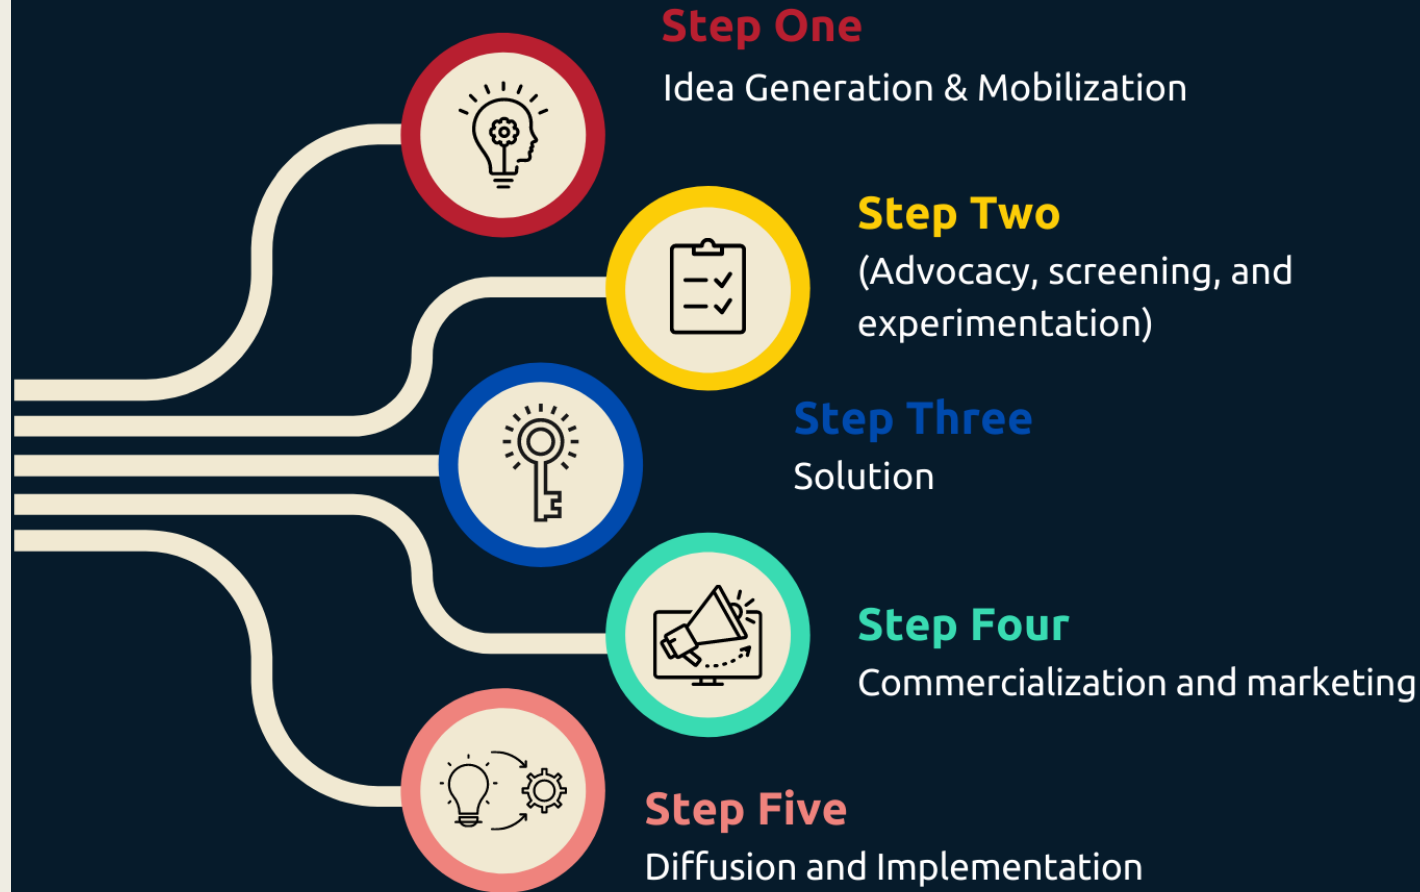 Step One
Idea Generation & Mobilization
Step Two
(Advocacy, screening, and
experimentation)
Step Three
Solution
Step Four
Commercialization and marketing
Step Five
Diffusion and Implementation